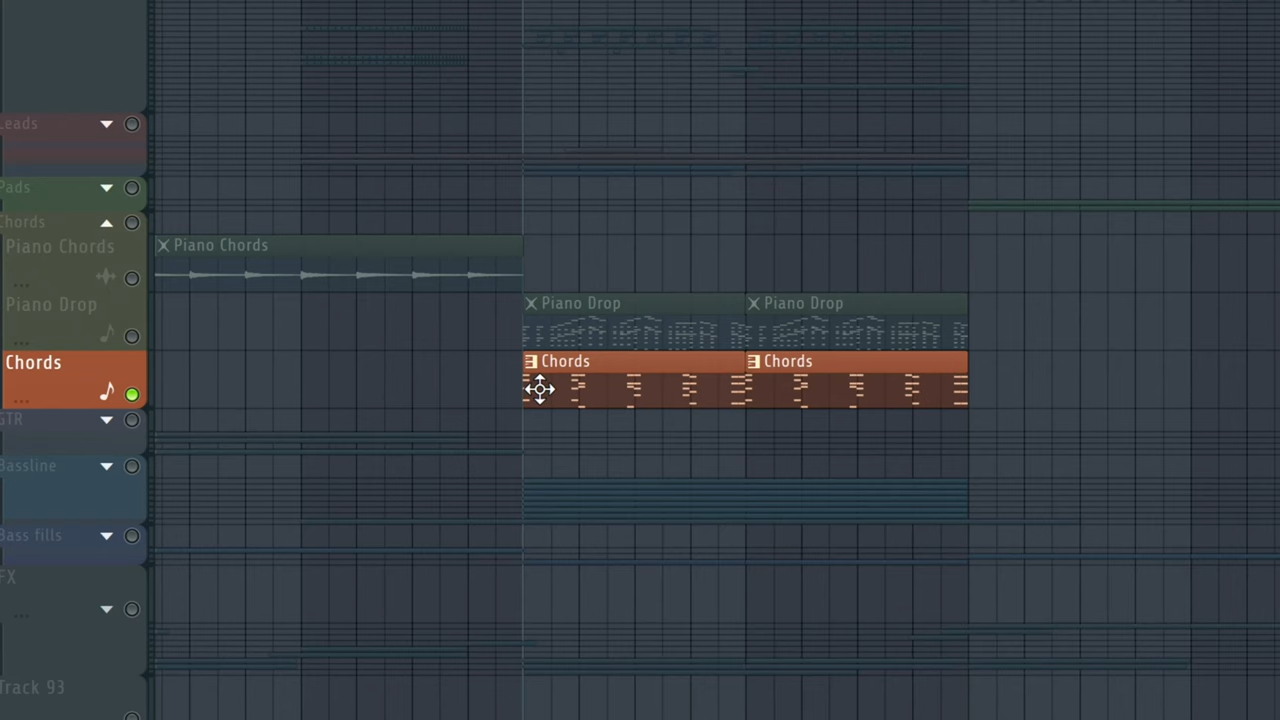 Leads
Pads
Chords
Piano Chords
...
Piano Chords
Piano Drop
...
Piano Drop
Piano Drop
Chords
...
Chords
Chords
GTR
Bassline
Bass fills
FX
...
Track 93